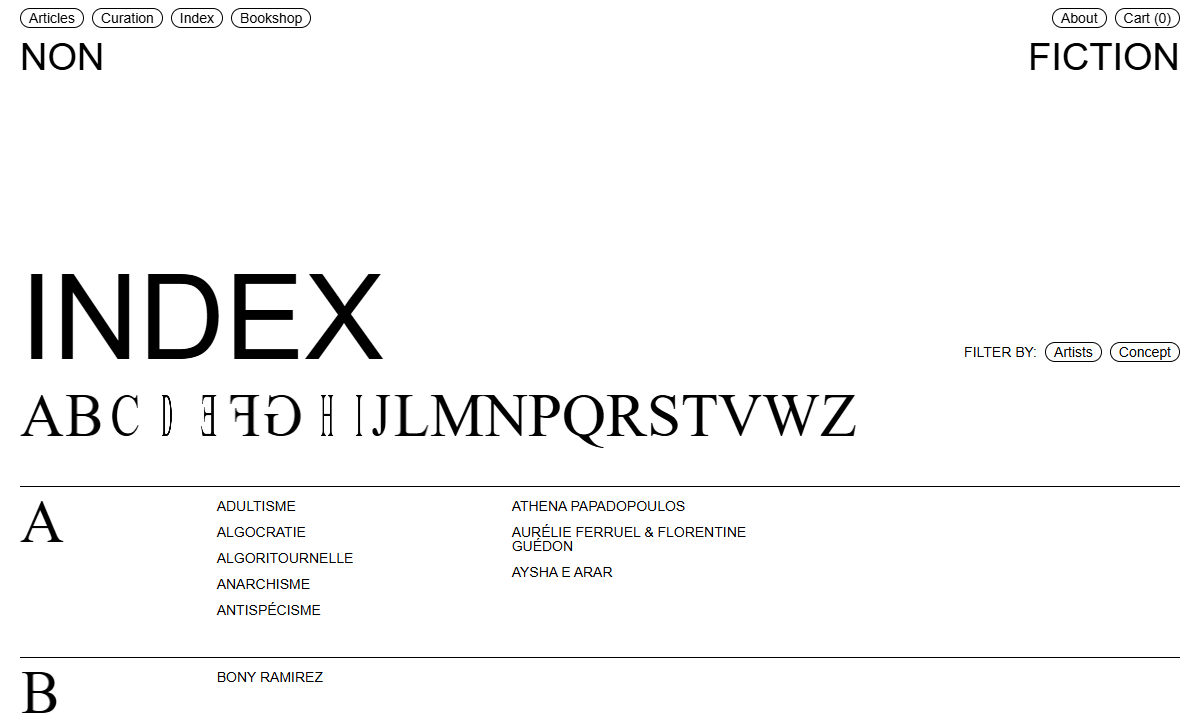 Articles Curation Index Bookshop About Cart (0)
NON FICTION
INDEX
FILTER BY: Artists Concept
ABCDEFGHIJLMNPQRSTVWZ
A
ADULTISME
ALGOCRATIE
ALGORITOURNELLE
ANARCHISME
ANTISPÉCISME
ATHENA PAPADOPOULOS
AURÉLIE FERRUEL & FLORENTINE
GUÉDON
AYSHA E ARAR
B
BONY RAMIREZ